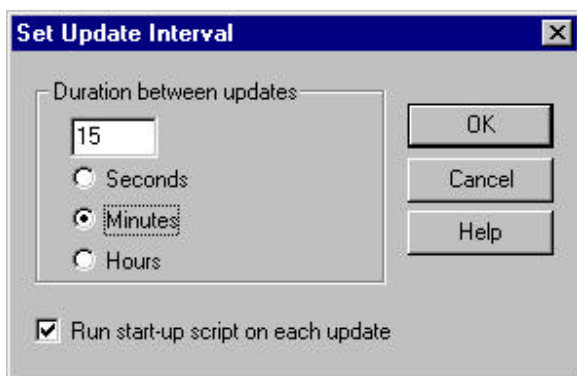 Set Update Interval
Duration between updates
15
Seconds
Minutes
Hours
OK
Cancel
Help
Run start-up script on each update